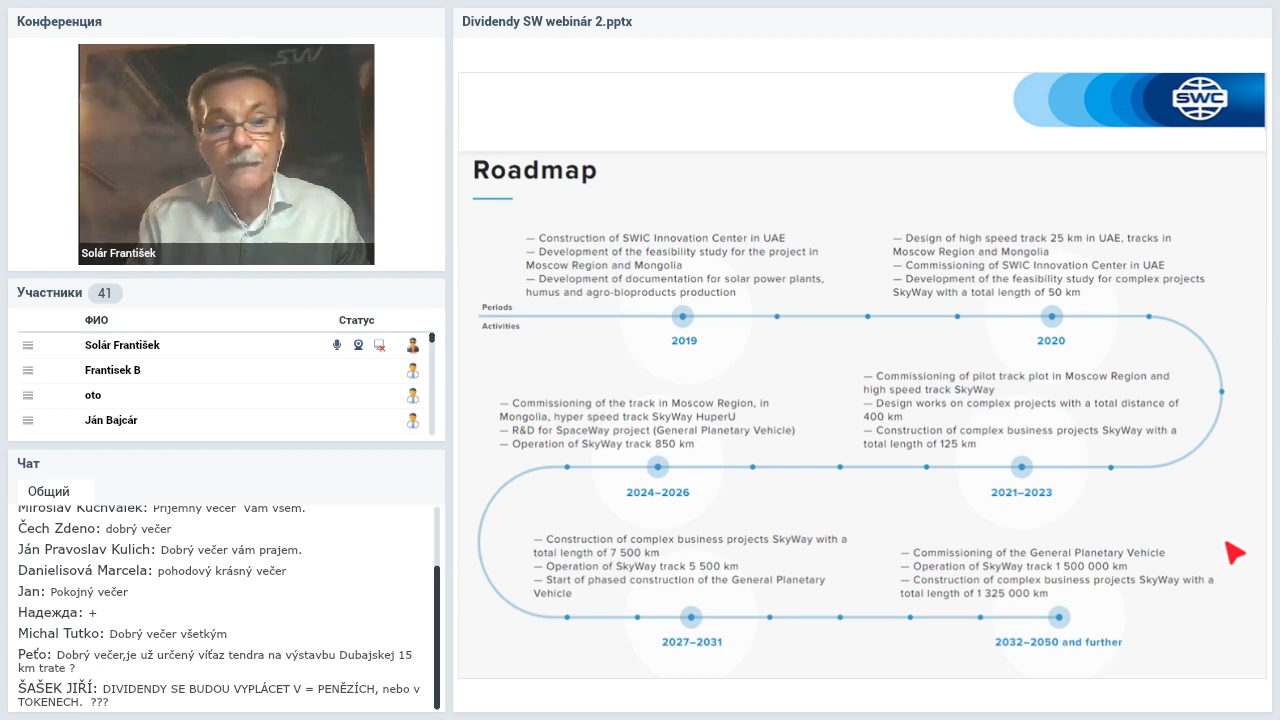 Конференция
SW
Solár František
Участники 41
ФИО Статус
Solár František
Frantisek B
oto
Ján Bajcár
Чат
Общий
Miroslav Kuchválek: Príjemný večer Vám všem.
Čech Zdeno: dobrý večer
Ján Pravoslav Kulich: Dobrý večer vám prajem.
Danielisová Marcela: pohodový krásný večer
Jan: Pokojný večer
Надежда: +
Michal Tutko: Dobrý večer všetkým
Peťo: Dobrý večer,je už určený víťaz tendra na výstavbu Dubajskej 15
km trate ?
ŠAŠEK JIŘÍ: DIVIDENDY SE BUDOU VYPLÁCET V = PENĚZÍCH, nebo v
TOKENECH. ???
Dividendy SW webinár 2.pptx
SWC
Roadmap
— Construction of SWIC Innovation Center in UAE
— Development of the feasibility study for the project in
Moscow Region and Mongolia
— Development of documentation for solar power plants,
humus and agro-bioproducts production
— Design of high speed track 25 km in UAE, tracks in
Moscow Region and Mongolia
— Commissioning of SWIC Innovation Center in UAE
— Development of the feasibility study for complex projects
SkyWay with a total length of 50 km
Periods
Activities
2019
2020
— Commissioning of the track in Moscow Region, in
Mongolia, hyper speed track SkyWay HuperU
— R&D for SpaceWay project (General Planetary Vehicle)
— Operation of SkyWay track 850 km
— Commissioning of pilot track plot in Moscow Region and
high speed track SkyWay
— Design works on complex projects with a total distance of
400 km
— Construction of complex business projects SkyWay with a
total length of 125 km
2024–2026
2021–2023
— Construction of complex business projects SkyWay with a
total length of 7 500 km
— Operation of SkyWay track 5 500 km
— Start of phased construction of the General Planetary
Vehicle
— Commissioning of the General Planetary Vehicle
— Operation of SkyWay track 1 500 000 km
— Construction of complex business projects SkyWay with a
total length of 1 325 000 km
2027–2031
2032–2050 and further